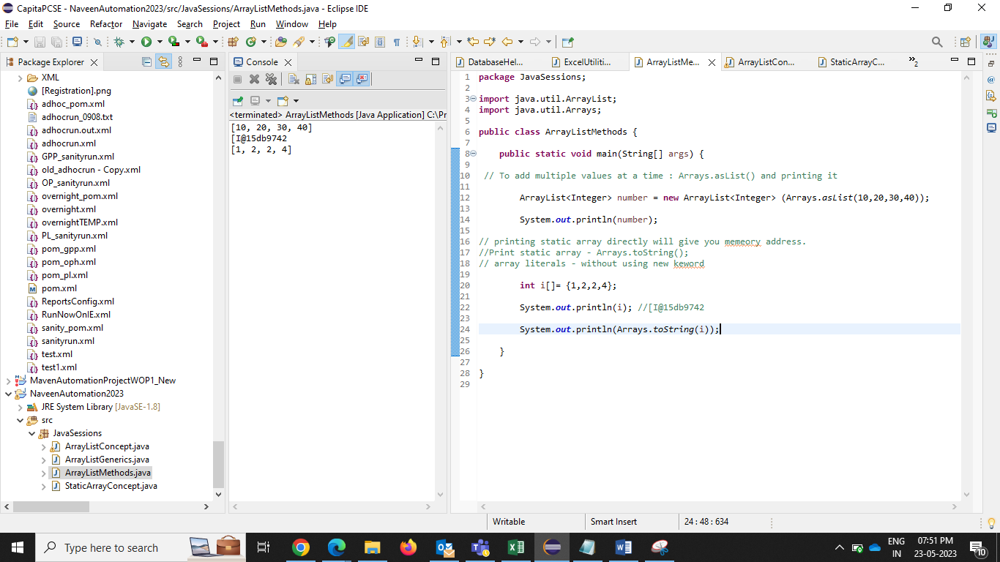 CapitaPCSE - NaveenAutomation2023/src/JavaSessions/ArrayListMethods.java - Eclipse IDE
File Edit Source Refactor Navigate Search Project Run Window Help
Package Explorer
XML
[Registration].png
adhoc_pom.xml
adhocrun_0908.txt
adhocrun.out.xml
adhocrun.xml
GPP_sanityrun.xml
old_adhocrun - Copy.xml
OP_sanityrun.xml
overnight_pom.xml
overnight.xml
overnightTEMP.xml
PL_sanityrun.xml
pom_gpp.xml
pom_oph.xml
pom_pl.xml
pom.xml
ReportsConfig.xml
RunNowOnIE.xml
sanity_pom.xml
sanityrun.xml
test.xml
test1.xml
MavenAutomationProjectWOP1_New
NaveenAutomation2023
JRE System Library [JavaSE-1.8]
src
JavaSessions
ArrayListConcept.java
ArrayListGenerics.java
ArrayListMethods.java
StaticArrayConcept.java
Console
<terminated> ArrayListMethods [Java Application] C:\Pr
[10, 20, 30, 40]
[I@15db9742
[1, 2, 2, 4]
DatabaseHel... ExcelUtiliti... ArrayListMe... ArrayListCon... StaticArrayC... »2
1 package JavaSessions;
2
3 import java.util.ArrayList;
4 import java.util.Arrays;
5
6 public class ArrayListMethods {
7
8 public static void main(String[] args) {
9
10 // To add multiple values at a time : Arrays.asList() and printing it
11
12 ArrayList<Integer> number = new ArrayList<Integer> (Arrays.asList(10,20,30,40));
13
14 System.out.println(number);
15
16 // printing static array directly will give you memeory address.
17 //Print static array - Arrays.toString();
18 // array literals - without using new keword
19
20 int i[]= {1,2,2,4};
21
22 System.out.println(i); //[I@15db9742
23
24 System.out.println(Arrays.toString(i));
25
26 }
27
28 }
29
Writable Smart Insert 24 : 48 : 634
Type here to search
ENG
IN
07:51 PM
23-05-2023
10